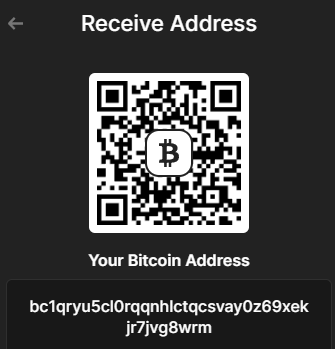 Receive Address
Your Bitcoin Address
bc1qryu5cl0rqqnhlctqcsvay0z69xek
jr7jvg8wrm